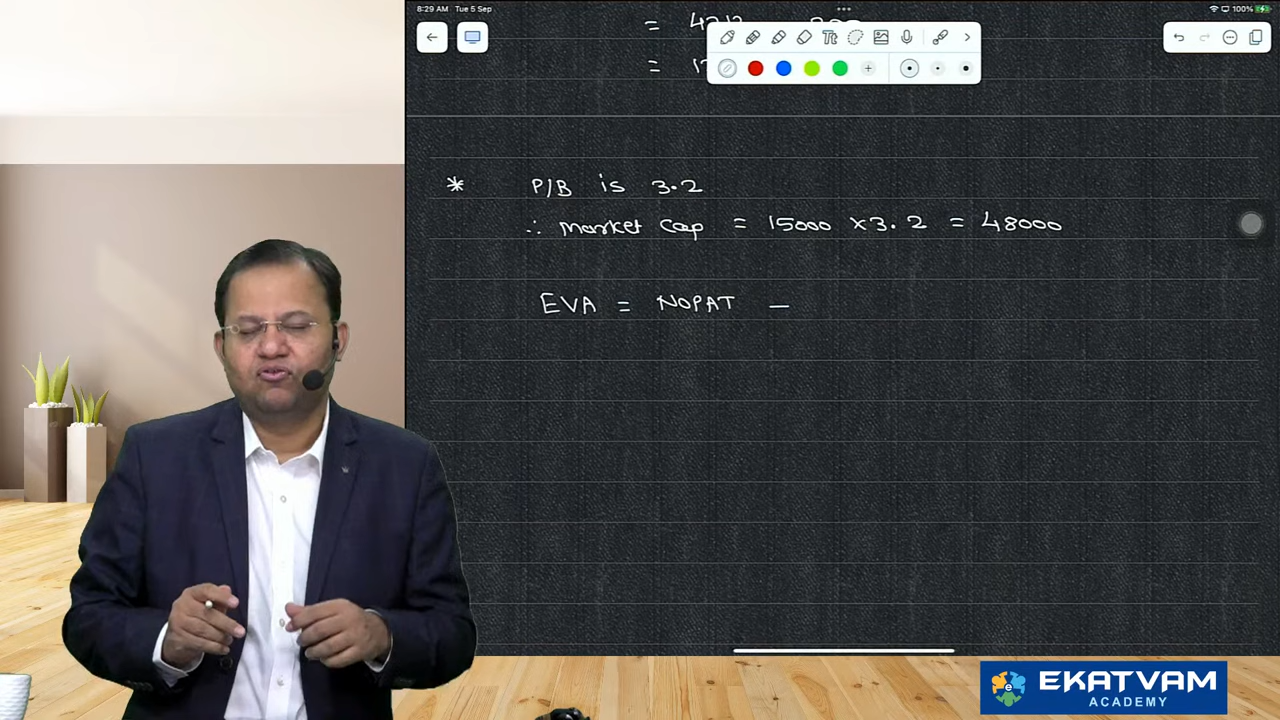 8:29 AM Tue 5 Sep
100%
=
=
* P/B is 3.2
∴ Market Cap = 15000 x 3.2 = 48000
EVA = NOPAT –
EKATVAM
ACADEMY